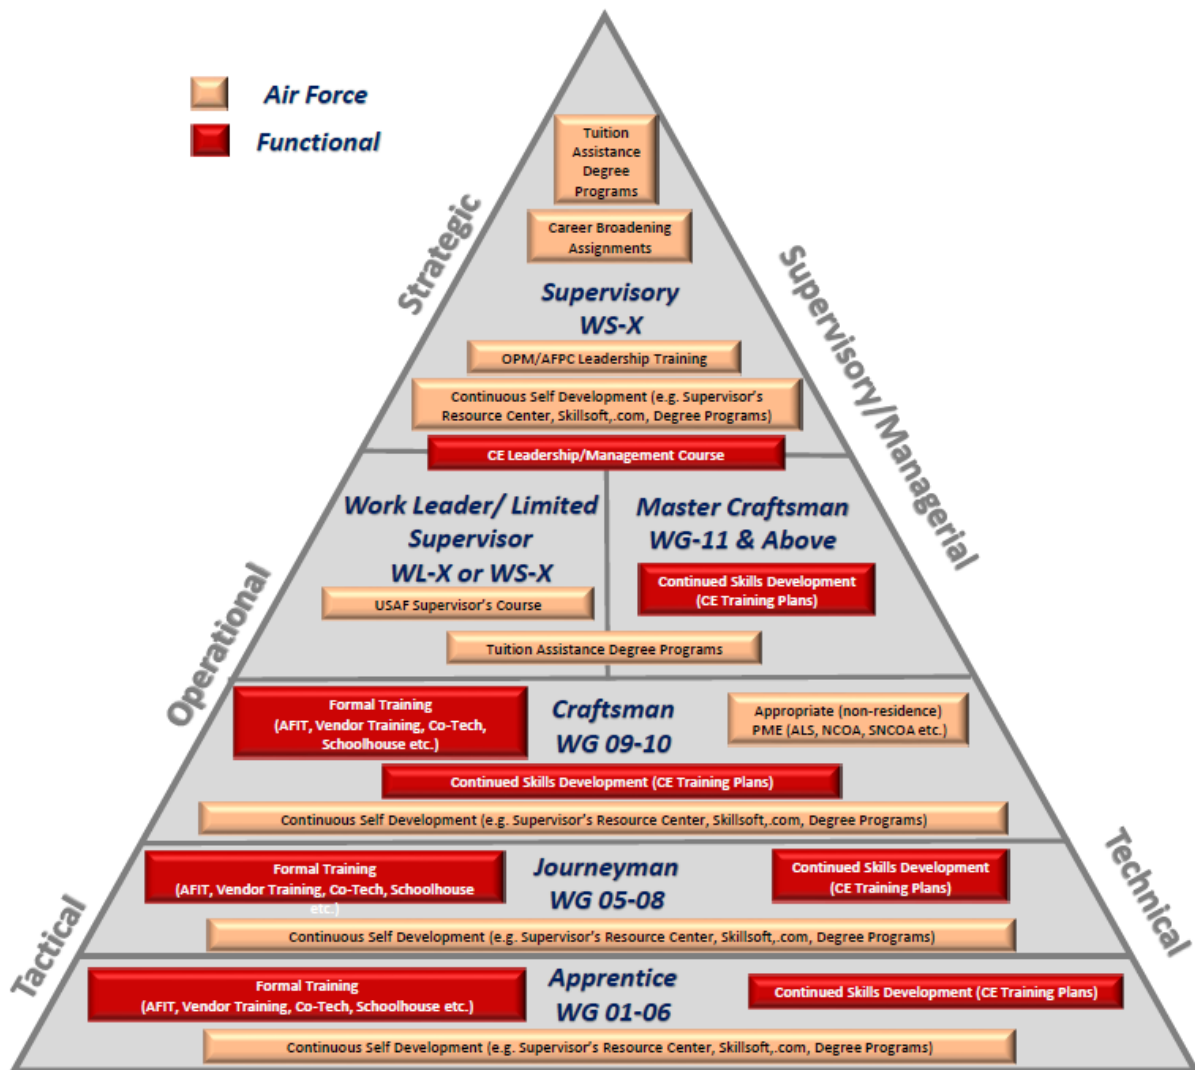 Air Force
Functional
Tuition
Assistance
Degree
Programs
Career Broadening
Assignments
Strategic
Supervisory/Managerial
Supervisory
WS-X
OPM/AFPC Leadership Training
Continuous Self Development (e.g. Supervisor's
Resource Center, Skillsoft,.com, Degree Programs)
CE Leadership/Management Course
Work Leader/ Limited
Supervisor
WL-X or WS-X
USAF Supervisor's Course
Master Craftsman
WG-11 & Above
Continued Skills Development
(CE Training Plans)
Tuition Assistance Degree Programs
Operational
Formal Training
(AFIT, Vendor Training, Co-Tech,
Schoolhouse etc.)
Craftsman
WG 09-10
Appropriate (non-residence)
PME (ALS, NCOA, SNCOA etc.)
Continued Skills Development (CE Training Plans)
Continuous Self Development (e.g. Supervisor's Resource Center, Skillsoft,.com, Degree Programs)
Formal Training
(AFIT, Vendor Training, Co-Tech, Schoolhouse
etc.)
Journeyman
WG 05-08
Continued Skills Development
(CE Training Plans)
Continuous Self Development (e.g. Supervisor's Resource Center, Skillsoft,.com, Degree Programs)
Tactical
Technical
Formal Training
(AFIT, Vendor Training, Co-Tech, Schoolhouse etc.)
Apprentice
WG 01-06
Continued Skills Development (CE Training Plans)
Continuous Self Development (e.g. Supervisor's Resource Center, Skillsoft,.com, Degree Programs)